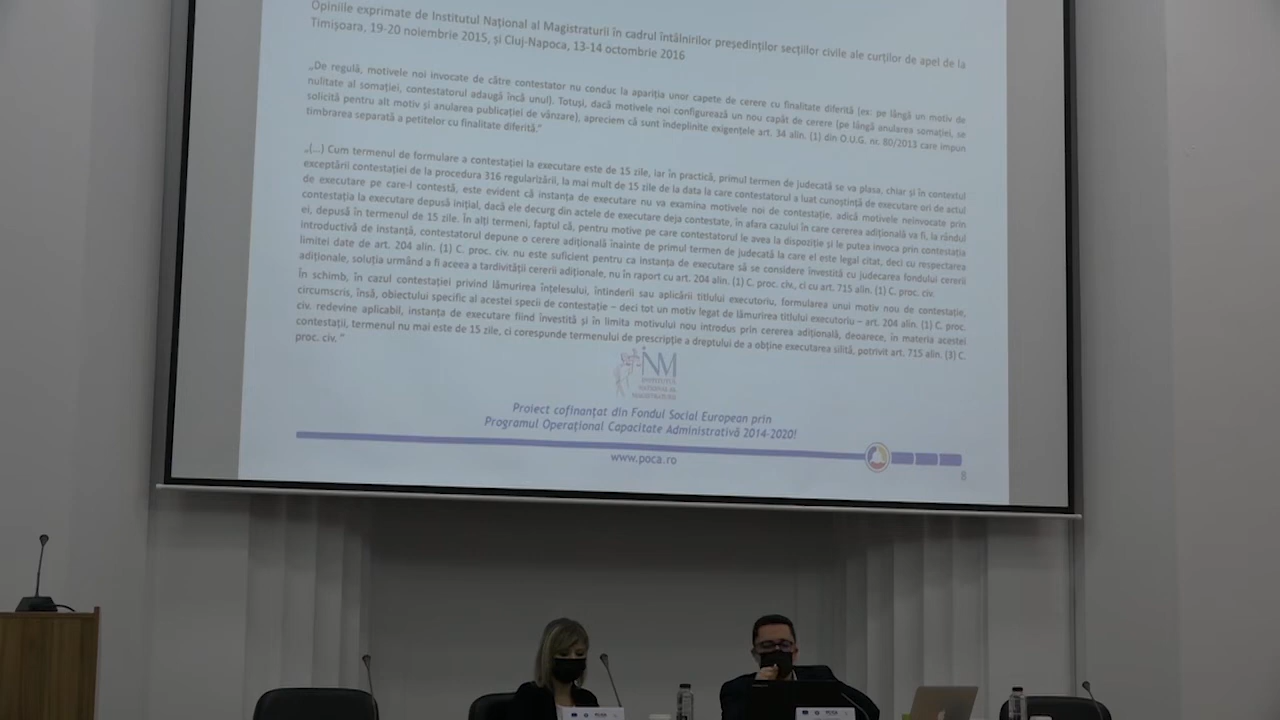 Opiniile exprimate de Institutul Național al Magistraturii în cadrul întâlnirilor președinților secțiilor civile ale curților de apel de la
Timișoara, 19-20 noiembrie 2015, și Cluj-Napoca, 13-14 octombrie 2016
„De regulă, motivele noi invocate de către contestator nu conduc la apariția unor capete de cerere cu finalitate diferită (ex: pe lângă un motiv de
nulitate al somației, contestatorul adaugă încă unul). Totuși, dacă motivele noi configurează un nou capăt de cerere (pe lângă anularea somației, se
solicită pentru alt motiv și anularea publicației de vânzare), apreciem că sunt îndeplinite exigențele art. 34 alin. (1) din O.U.G. nr. 80/2013 care impun
timbrarea separată a petitelor cu finalitate diferită.”
„(...) Cum termenul de formulare a contestației la executare este de 15 zile, iar în practică, primul termen de judecată se va plasa, chiar și în contextul
exceptării contestației de la procedura 316 regularizării, la mai mult de 15 zile de la data la care contestatorul a luat cunoștință de executare ori de actul
de executare pe care-l contestă, este evident că instanța de executare nu va examina motivele noi de contestație, adică motivele neinvocate prin
contestația la executare depusă inițial, dacă ele decurg din actele de executare deja contestate, în afara cazului în care cererea adițională va fi, la rândul
ei, depusă în termenul de 15 zile. În alți termeni, faptul că, pentru motive pe care contestatorul le avea la dispoziție și le putea invoca prin contestația
introductivă de instanță, contestatorul depune o cerere adițională înainte de primul termen de judecată la care el este legal citat, deci cu respectarea
limitei date de art. 204 alin. (1) C. proc. civ. nu este suficient pentru ca instanța de executare să se considere învestită cu judecarea fondului cererii
adiționale, soluția urmând a fi aceea a tardivității cererii adiționale, nu în raport cu art. 204 alin. (1) C. proc. civ., ci cu art. 715 alin. (1) C. proc. civ.
În schimb, în cazul contestației privind lămurirea înțelesului, întinderii sau aplicării titlului executoriu, formularea unui motiv nou de contestație,
circumscris, însă, obiectului specific al acestei specii de contestație – deci tot un motiv legat de lămurirea titlului executoriu – art. 204 alin. (1) C. proc.
civ. redevine aplicabil, instanța de executare fiind învestită și în limita motivului nou introdus prin cererea adițională, deoarece, în materia acestei
contestații, termenul nu mai este de 15 zile, ci corespunde termenului de prescripție a dreptului de a obține executarea silită, potrivit art. 715 alin. (3) C.
proc. civ. ”
INM
INSTITUTUL
NAȚIONAL AL
MAGISTRATURII
Proiect cofinanțat din Fondul Social European prin
Programul Operațional Capacitate Administrativă 2014-2020!
www.poca.ro
8